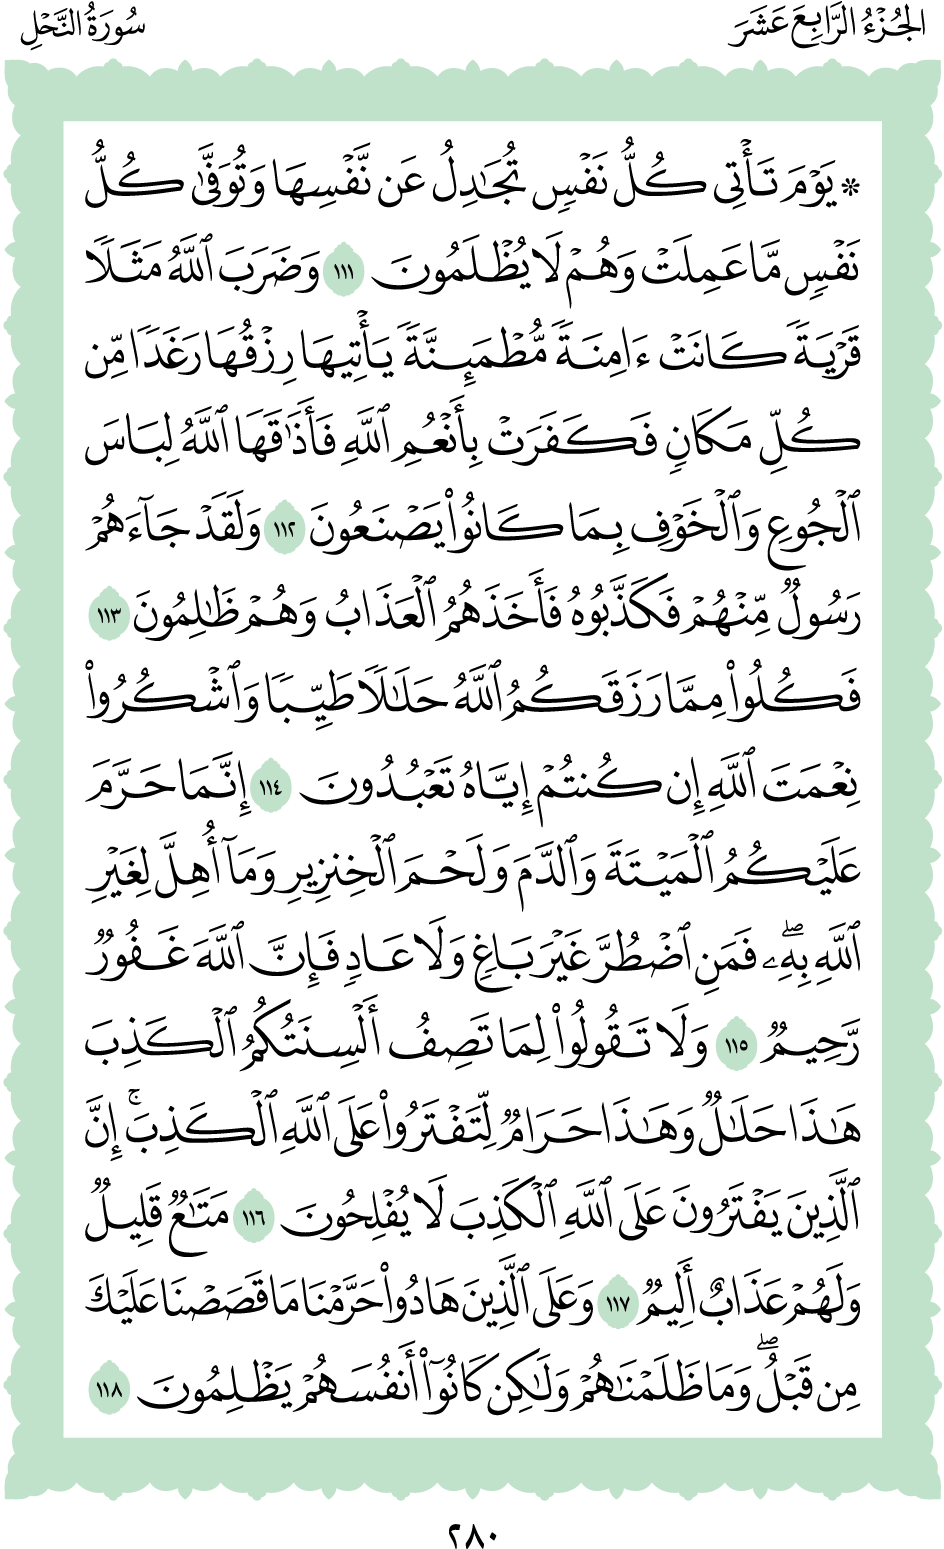 الجُزْءُ الرَّابِعَ عَشَرَ
سُورَةُ النَّحْلِ
۞ يَوْمَ تَأْتِي كُلُّ نَفْسٖ تُجَٰدِلُ عَن نَّفْسِهَا وَتُوَفَّىٰ كُلُّ
نَفْسٖ مَّا عَمِلَتْ وَهُمْ لَا يُظْلَمُونَ ١١١ وَضَرَبَ ٱللَّهُ مَثَلٗا
قَرْيَةٗ كَانَتْ ءَامِنَةٗ مُّطْمَئِنَّةٗ يَأْتِيهَا رِزْقُهَا رَغَدٗا مِّن
كُلِّ مَكَانٖ فَكَفَرَتْ بِأَنْعُمِ ٱللَّهِ فَأَذَٰقَهَا ٱللَّهُ لِبَاسَ
ٱلْجُوعِ وَٱلْخَوْفِ بِمَا كَانُوا۟ يَصْنَعُونَ ١١٢ وَلَقَدْ جَآءَهُمْ
رَسُولٞ مِّنْهُمْ فَكَذَّبُوهُ فَأَخَذَهُمُ ٱلْعَذَابُ وَهُمْ ظَٰلِمُونَ ١١٣
فَكُلُوا۟ مِمَّا رَزَقَكُمُ ٱللَّهُ حَلَٰلٗا طَيِّبٗا وَٱشْكُرُوا۟
نِعْمَتَ ٱللَّهِ إِن كُنتُمْ إِيَّاهُ تَعْبُدُونَ ١١٤ إِنَّمَا حَرَّمَ
عَلَيْكُمُ ٱلْمَيْتَةَ وَٱلدَّمَ وَلَحْمَ ٱلْخِنزِيرِ وَمَآ أُهِلَّ لِغَيْرِ
ٱللَّهِ بِهِۦۖ فَمَنِ ٱضْطُرَّ غَيْرَ بَاغٖ وَلَا عَادٖ فَإِنَّ ٱللَّهَ غَفُورٞ
رَّحِيمٞ ١١٥ وَلَا تَقُولُوا۟ لِمَا تَصِفُ أَلْسِنَتُكُمُ ٱلْكَذِبَ
هَٰذَا حَلَٰلٞ وَهَٰذَا حَرَامٞ لِّتَفْتَرُوا۟ عَلَى ٱللَّهِ ٱلْكَذِبَۚ إِنَّ
ٱلَّذِينَ يَفْتَرُونَ عَلَى ٱللَّهِ ٱلْكَذِبَ لَا يُفْلِحُونَ ١١٦ مَتَٰعٞ قَلِيلٞ
وَلَهُمْ عَذَابٌ أَلِيمٞ ١١٧ وَعَلَى ٱلَّذِينَ هَادُوا۟ حَرَّمْنَا مَا قَصَصْنَا عَلَيْكَ
مِن قَبْلُۖ وَمَا ظَلَمْنَٰهُمْ وَلَٰكِن كَانُوٓا۟ أَنفُسَهُمْ يَظْلِمُونَ ١١٨
٢٨٠